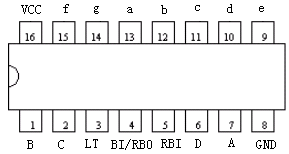 VCC f g a b c d e
16 15 14 13 12 11 10 9
1 2 3 4 5 6 7 8
B C LT BI/RBO RBI D A GND